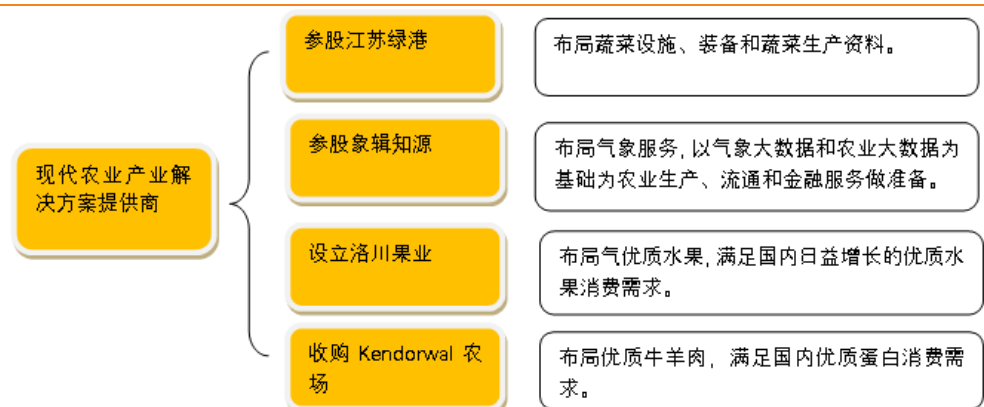 现代农业产业解
决方案提供商
参股江苏绿港
布局蔬菜设施、装备和蔬菜生产资料。
参股象辑知源
布局气象服务,以气象大数据和农业大数据为
基础为农业生产、流通和金融服务做准备。
设立洛川果业
布局气优质水果,满足国内日益增长的优质水
果消费需求。
收购 Kendorwal 农
场
布局优质牛羊肉，满足国内优质蛋白消费需
求。